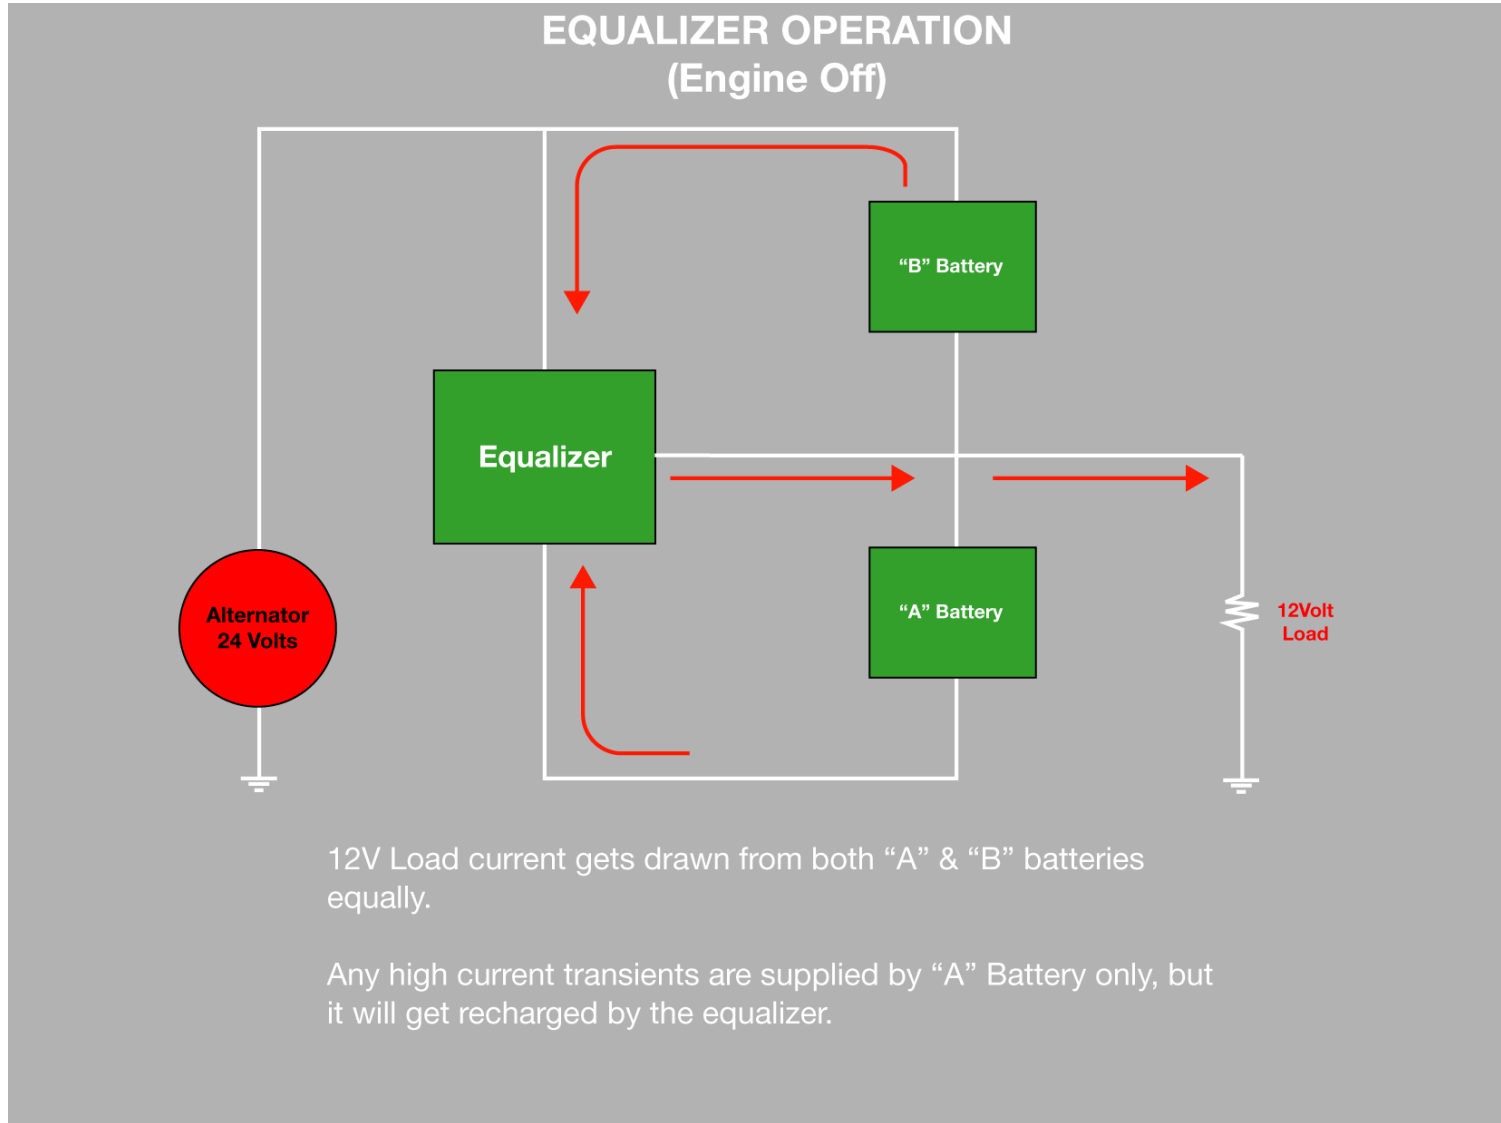 EQUALIZER OPERATION
(Engine Off)
“B” Battery
Equalizer
“A” Battery
Alternator
24 Volts
12Volt
Load
12V Load current gets drawn from both “A” & “B” batteries
equally.
Any high current transients are supplied by “A” Battery only, but
it will get recharged by the equalizer.